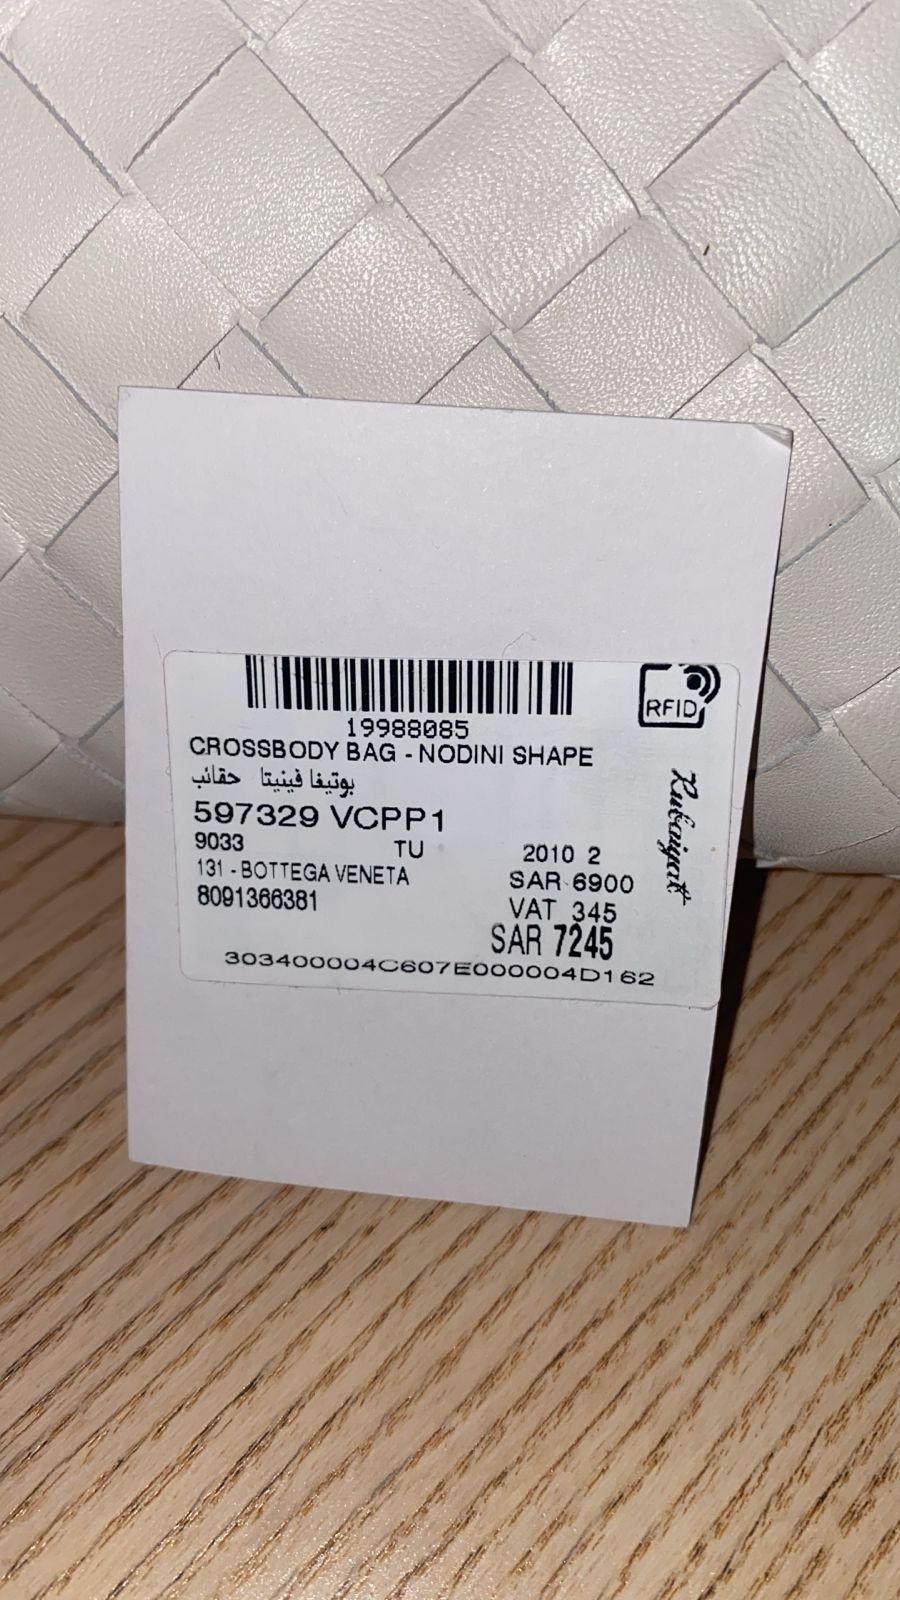 RFID
19988085
CROSSBODY BAG - NODINI SHAPE
بوتيغا فينيتا حقائب
597329 VCPP1
9033 TU 2010 2
131 - BOTTEGA VENETA SAR 6900
8091366381 VAT 345
SAR 7245
303400004C607E000004D162
Rubaiyat